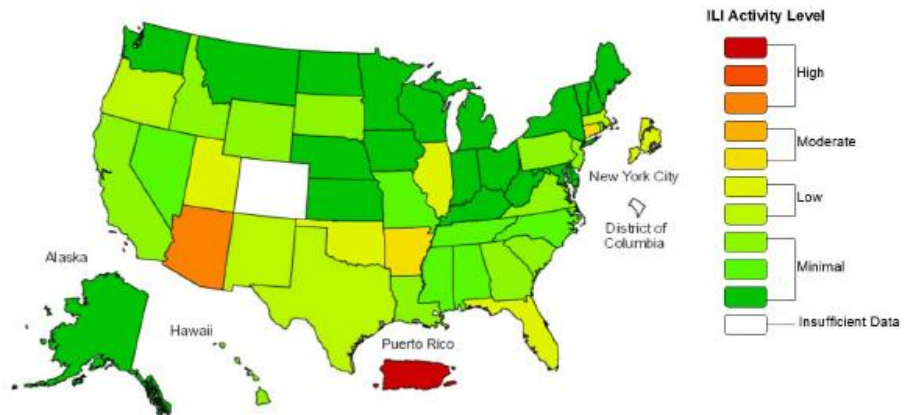 ILI Activity Level
High
Moderate
Low
Minimal
Insufficient Data
New York City
District of
Columbia
Alaska
Hawaii
Puerto Rico